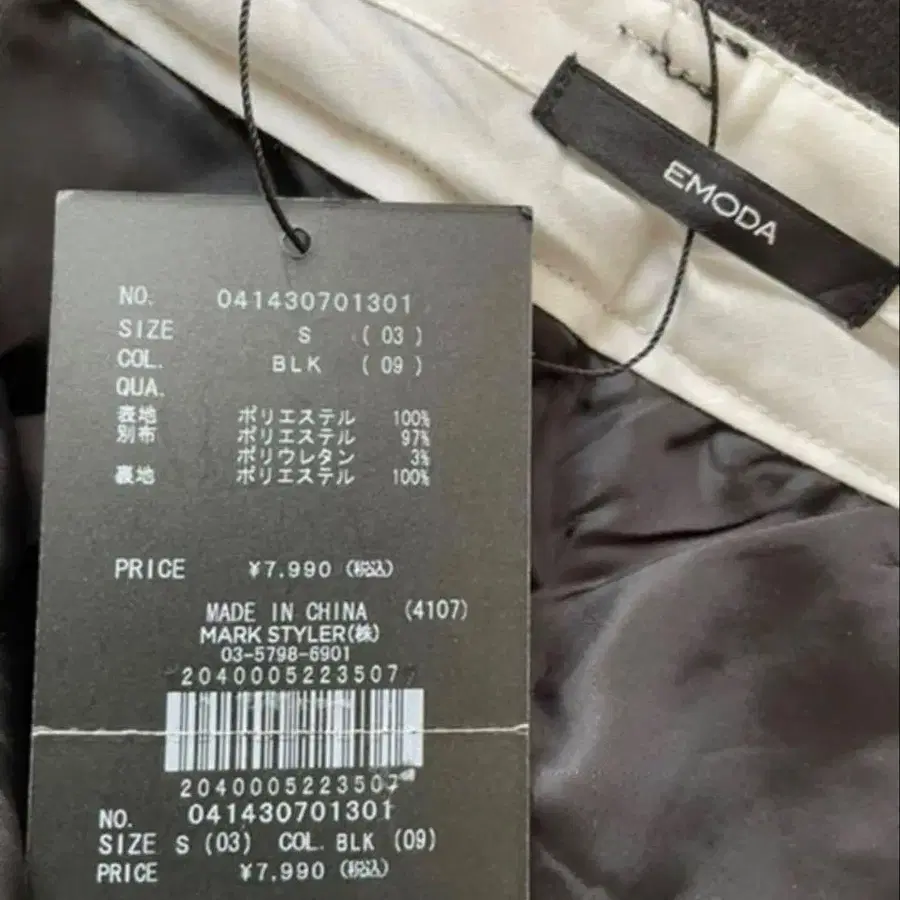 EMODA
NO. 041430701301
SIZE S (03)
COL. BLK (09)
QUA.
表地 ポリエステル 100%
別布 ポリエステル 97%
ポリウレタン 3%
裏地 ポリエステル 100%
PRICE ¥7.990 (税込)
MADE IN CHINA (4107)
MARK STYLER(株)
03-5798-6901
2040005223507
2040005223507
NO. 041430701301
SIZE S (03) COL. BLK (09)
PRICE ¥7.990 (税込)